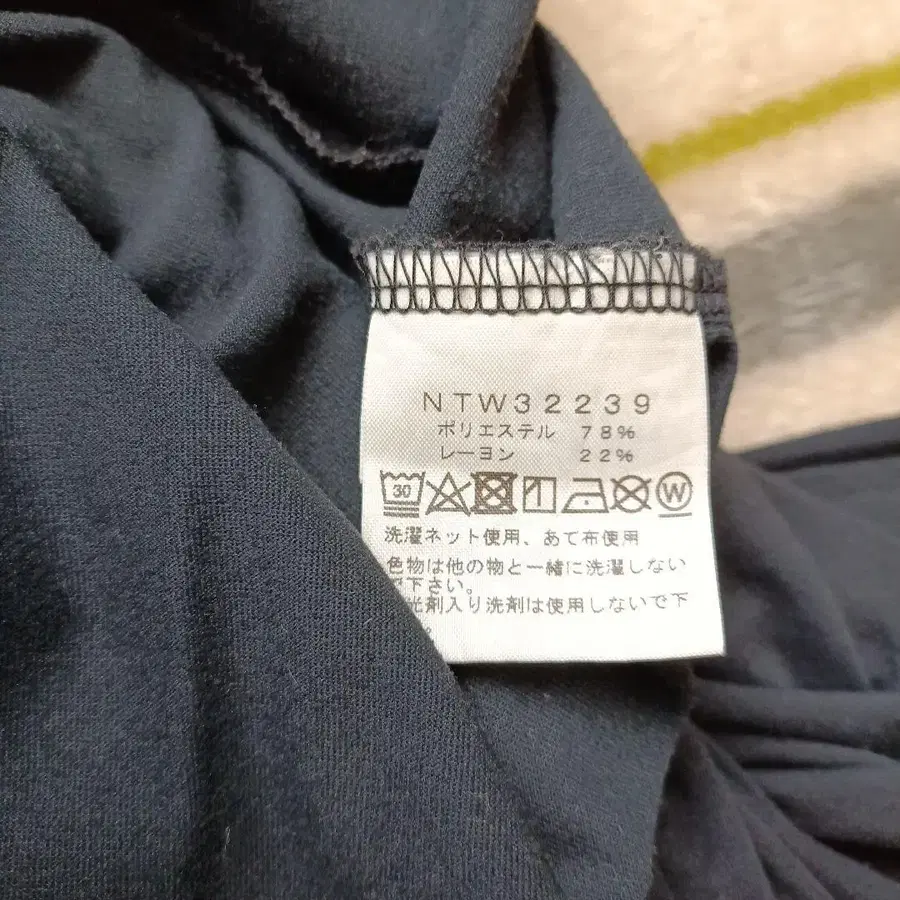 NTW32239
ポリエステル 78%
レーヨン 22%
30 W
洗濯ネット使用、あて布使用
色物は他の物と一緒に洗濯しない
下さい。
光剤入り洗剤は使用しないで下